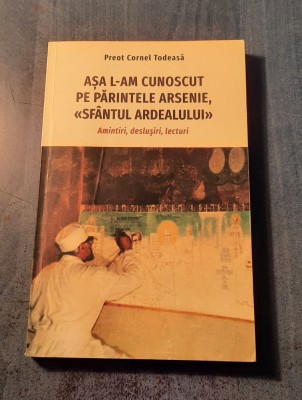 Preot Cornel Todeasă
AȘA L-AM CUNOSCUT
PE PĂRINTELE ARSENIE,
«SFÂNTUL ARDEALULUI»
Amintiri, deslușiri, lecturi